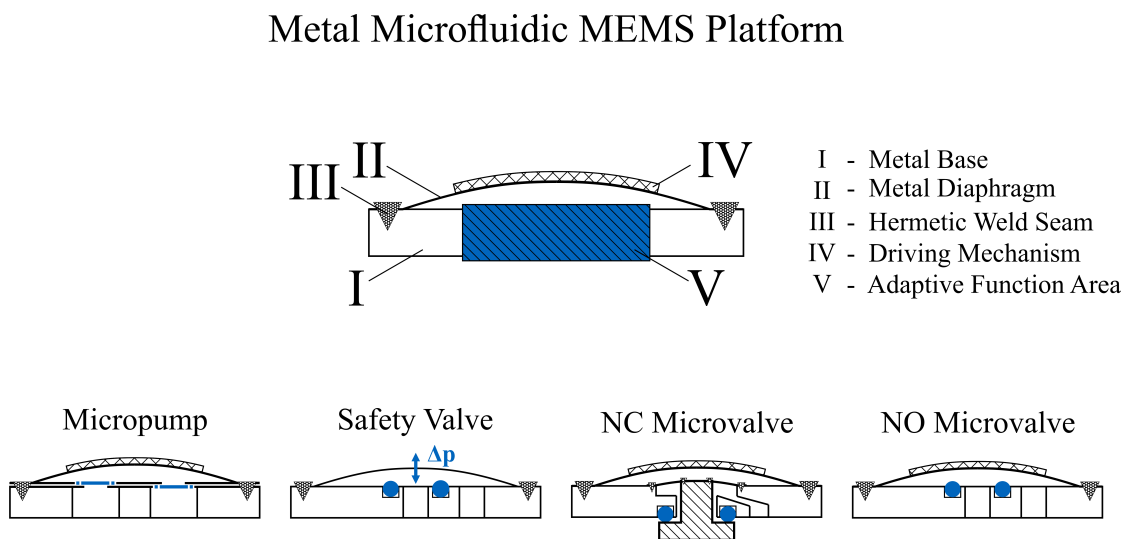 Metal Microfluidic MEMS Platform
III
II
IV
I
V
I - Metal Base
II - Metal Diaphragm
III - Hermetic Weld Seam
IV - Driving Mechanism
V - Adaptive Function Area
Micropump
Safety Valve
NC Microvalve
NO Microvalve
Δp